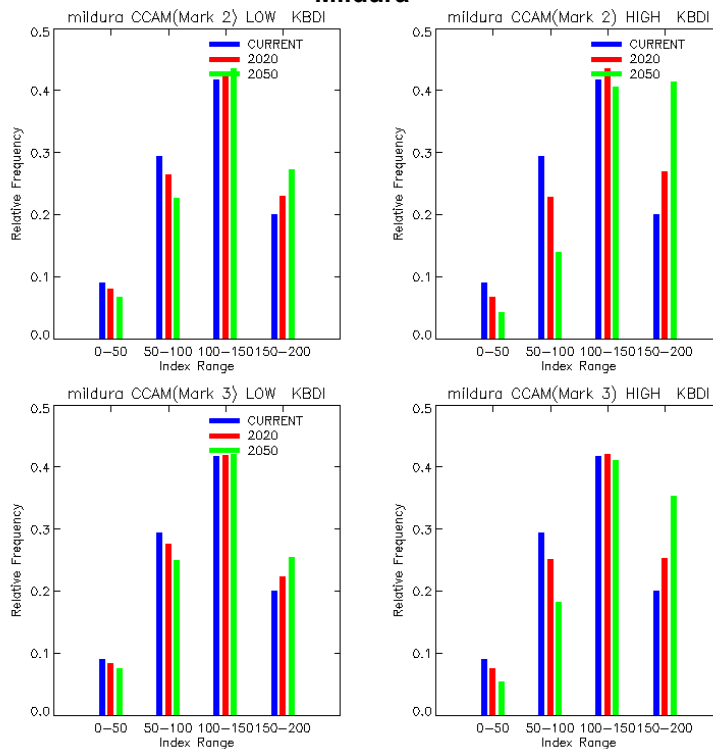 Mildura
mildura CCAM(Mark 2) LOW KBDI
CURRENT
2020
2050
Relative Frequency
0.5
0.4
0.3
0.2
0.1
0.0
0-50 50-100 100-150 150-200
Index Range
mildura CCAM(Mark 2) HIGH KBDI
CURRENT
2020
2050
Relative Frequency
0.5
0.4
0.3
0.2
0.1
0.0
0-50 50-100 100-150 150-200
Index Range
mildura CCAM(Mark 3) LOW KBDI
CURRENT
2020
2050
Relative Frequency
0.5
0.4
0.3
0.2
0.1
0.0
0-50 50-100 100-150 150-200
Index Range
mildura CCAM(Mark 3) HIGH KBDI
Relative Frequency
0.5
0.4
0.3
0.2
0.1
0.0
0-50 50-100 100-150 150-200
Index Range